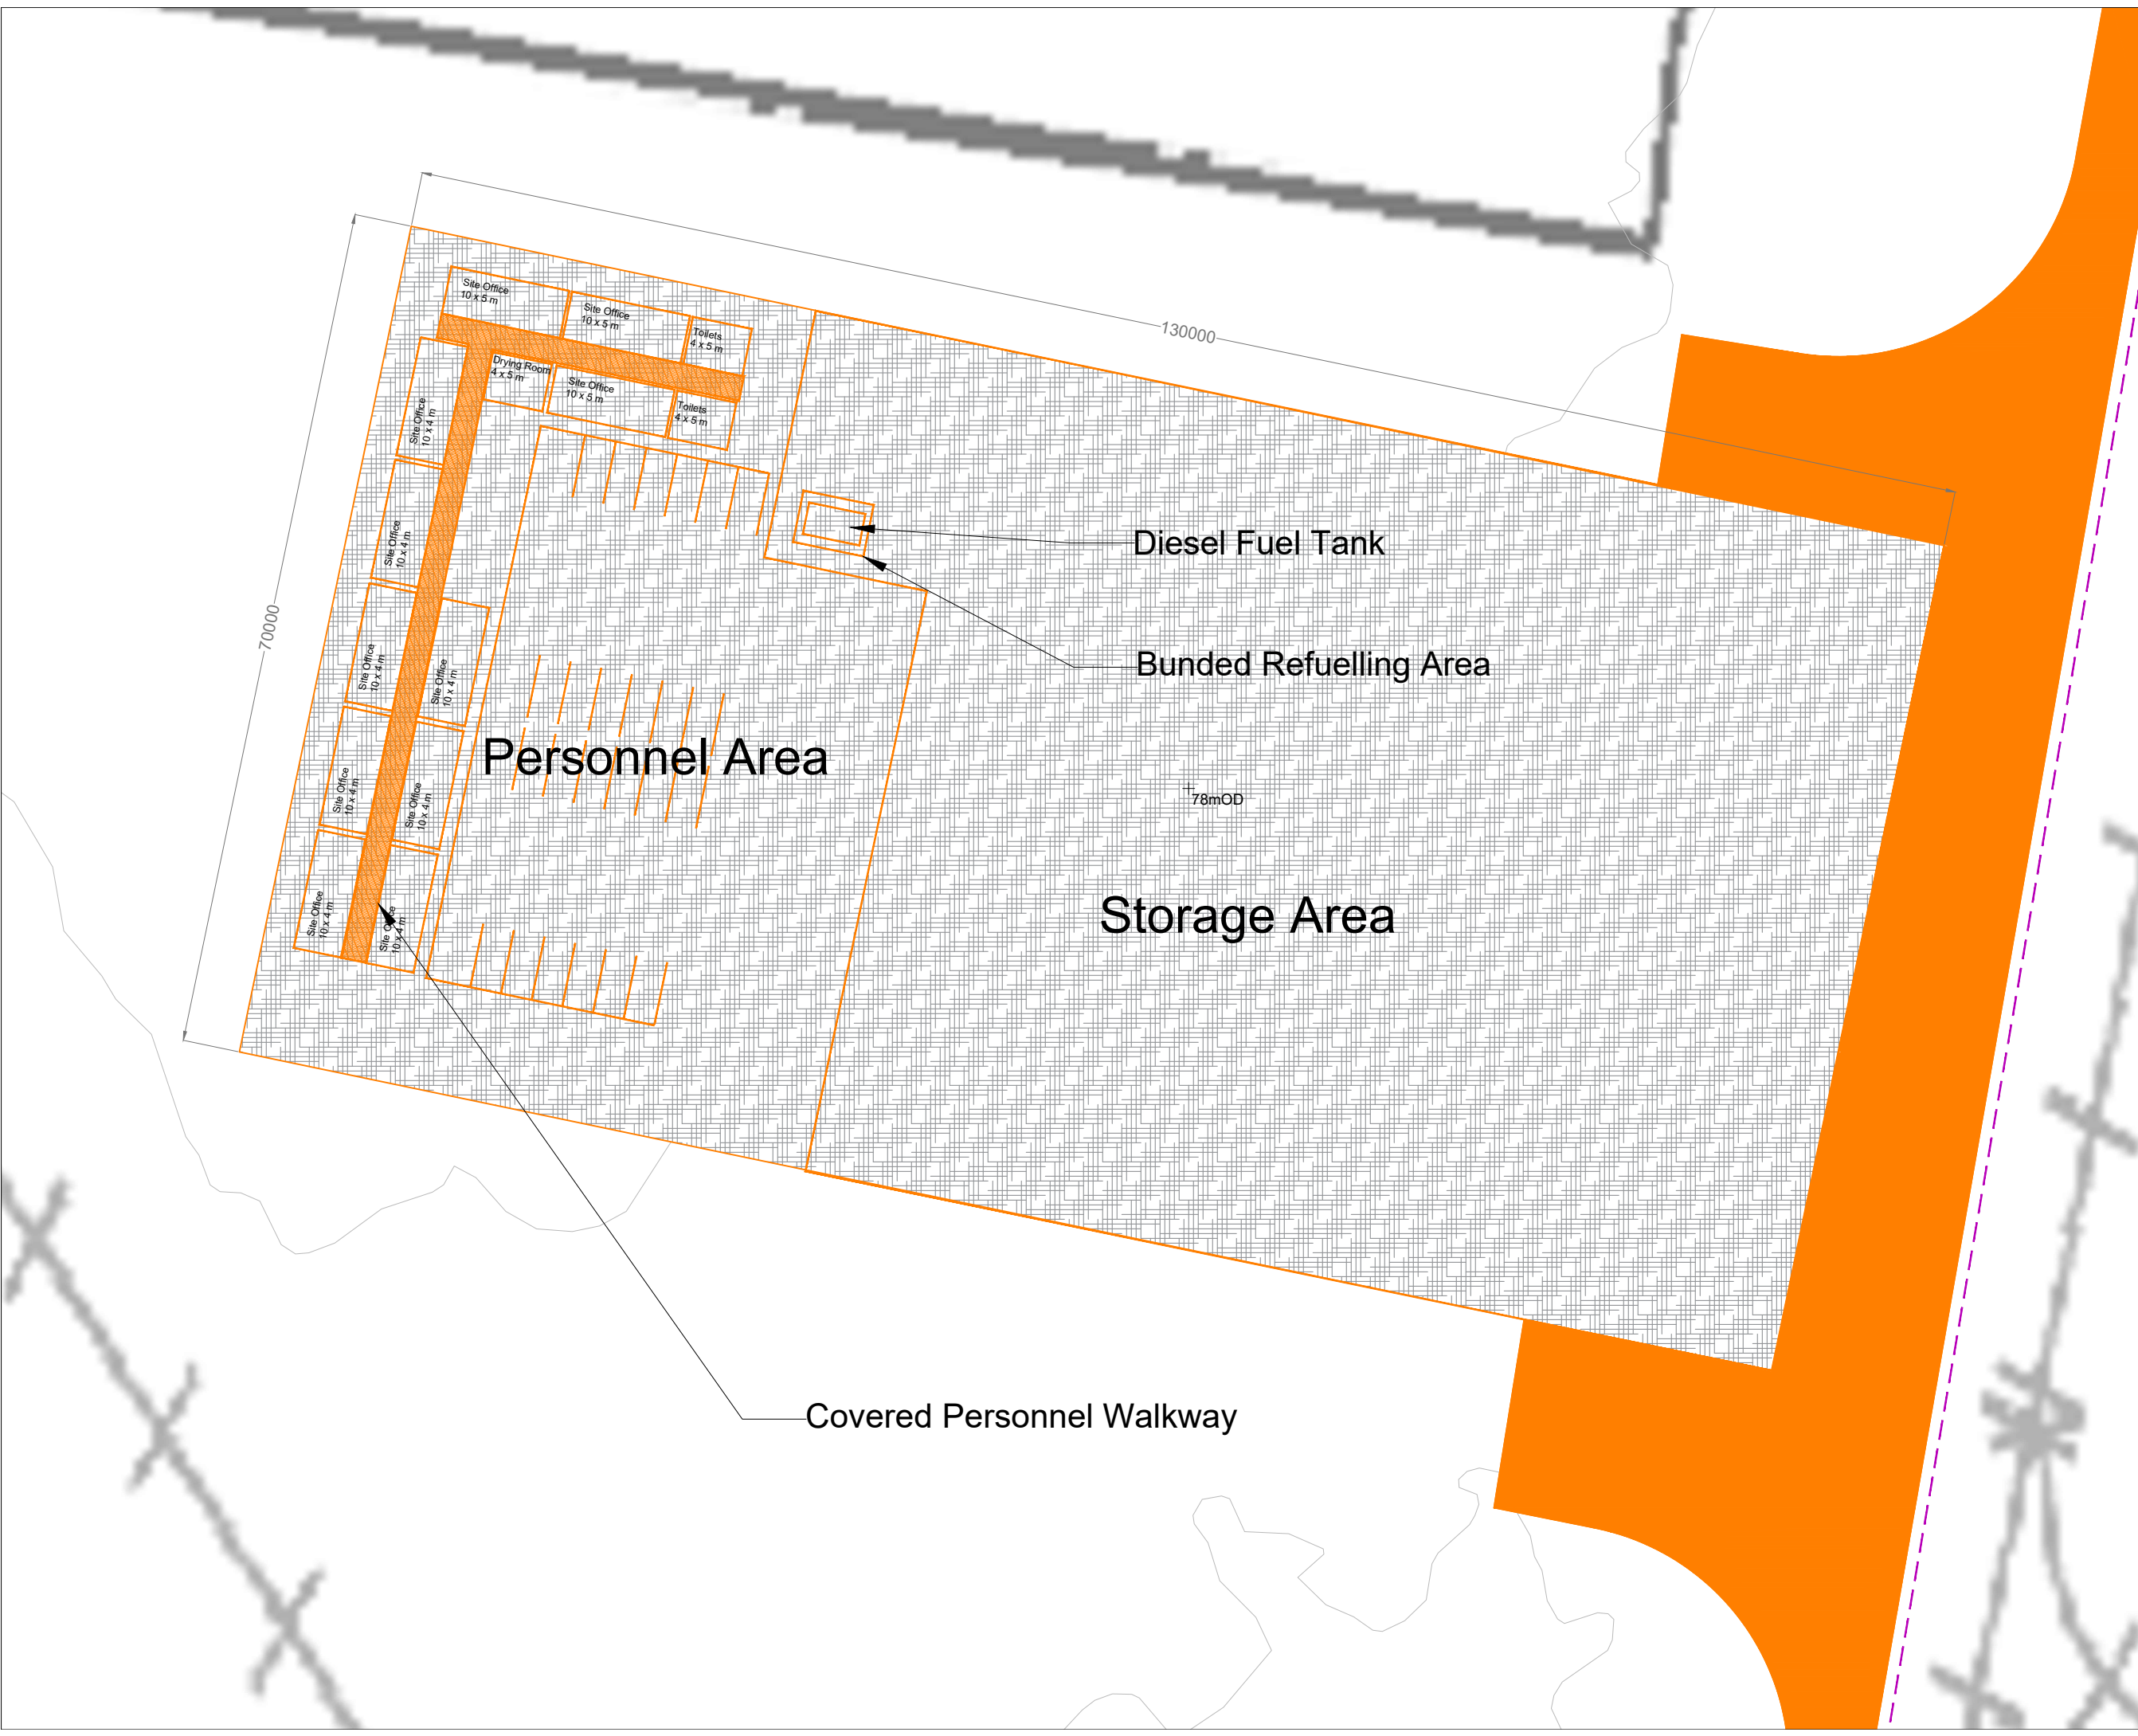 130000
70000
Site Office
10 x 5 m
Site Office
10 x 5 m
Toilets
4 x 5 m
Drying Room
4 x 5 m
Site Office
10 x 5 m
Toilets
4 x 5 m
Site Office
10 x 4 m
Site Office
10 x 4 m
Site Office
10 x 4 m
Site Office
10 x 4 m
Site Office
10 x 4 m
Site Office
10 x 4 m
Site Office
10 x 4 m
Site Office
10 x 4 m
Diesel Fuel Tank
Bunded Refuelling Area
Personnel Area
78mOD
Storage Area
Covered Personnel Walkway